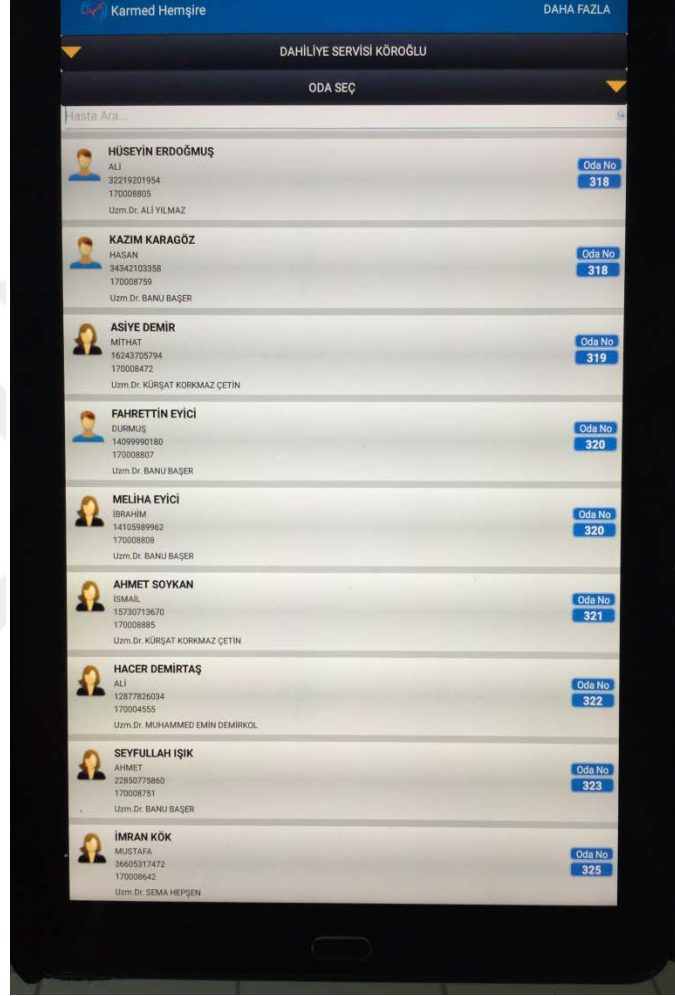 Karmed Hemşire
DAHA FAZLA
DAHİLİYE SERVİSİ KÖROĞLU
ODA SEÇ
Hasta Ara...
HÜSEYİN ERDOĞMUŞ
ALİ
32219201954
170008805
Uzm.Dr. ALİ YILMAZ
Oda No
318
KAZIM KARAGÖZ
HASAN
34342103358
170008759
Uzm.Dr. BANU BAŞER
Oda No
318
ASİYE DEMİR
MİTHAT
16243705794
170008472
Uzm.Dr. KÜRŞAT KORKMAZ ÇETİN
Oda No
319
FAHRETTİN EYİCİ
DURMUŞ
14099990180
170008807
Uzm.Dr. BANU BAŞER
Oda No
320
MELİHA EYİCİ
İBRAHİM
14105989962
170008808
Uzm.Dr. BANU BAŞER
Oda No
320
AHMET SOYKAN
İSMAİL
15730713670
170008885
Uzm.Dr. KÜRŞAT KORKMAZ ÇETİN
Oda No
321
HACER DEMİRTAŞ
ALİ
12877826034
170004555
Uzm.Dr. MUHAMMED EMİN DEMİRKOL
Oda No
322
SEYFULLAH IŞIK
AHMET
22850775860
170008751
Uzm.Dr. BANU BAŞER
Oda No
323
İMRAN KÖK
MUSTAFA
36605317472
170008642
Uzm.Dr. SEMA HEPŞEN
Oda No
325